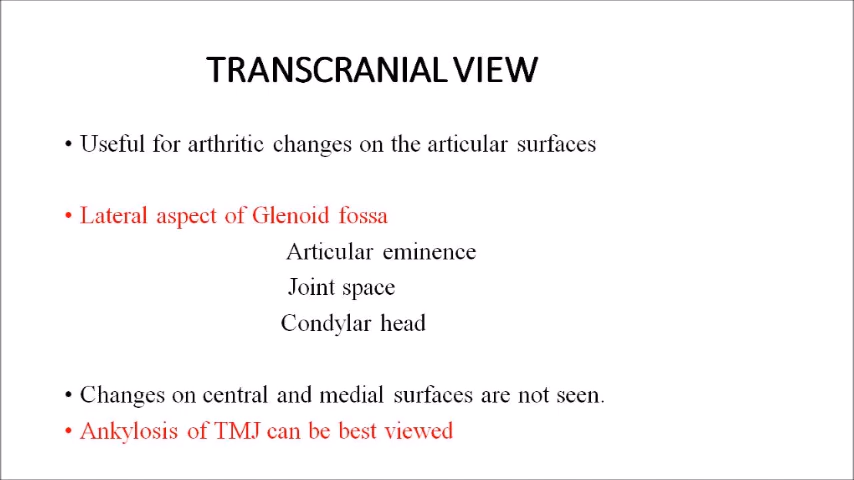 TRANSCRANIAL VIEW
• Useful for arthritic changes on the articular surfaces
• Lateral aspect of Glenoid fossa
Articular eminence
Joint space
Condylar head
• Changes on central and medial surfaces are not seen.
• Ankylosis of TMJ can be best viewed